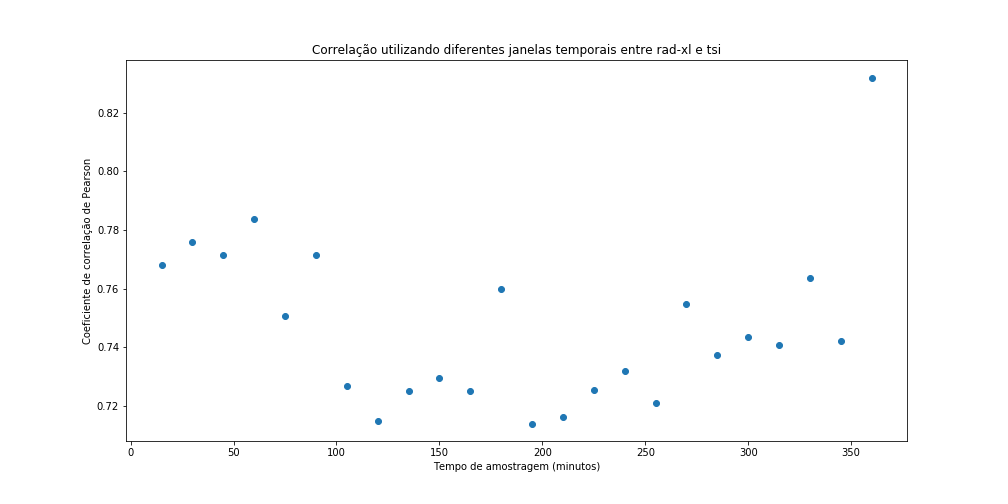 Correlação utilizando diferentes janelas temporais entre rad-xl e tsi
0.82
0.80
0.78
0.76
0.74
0.72
Coeficiente de correlação de Pearson
0 50 100 150 200 250 300 350
Tempo de amostragem (minutos)